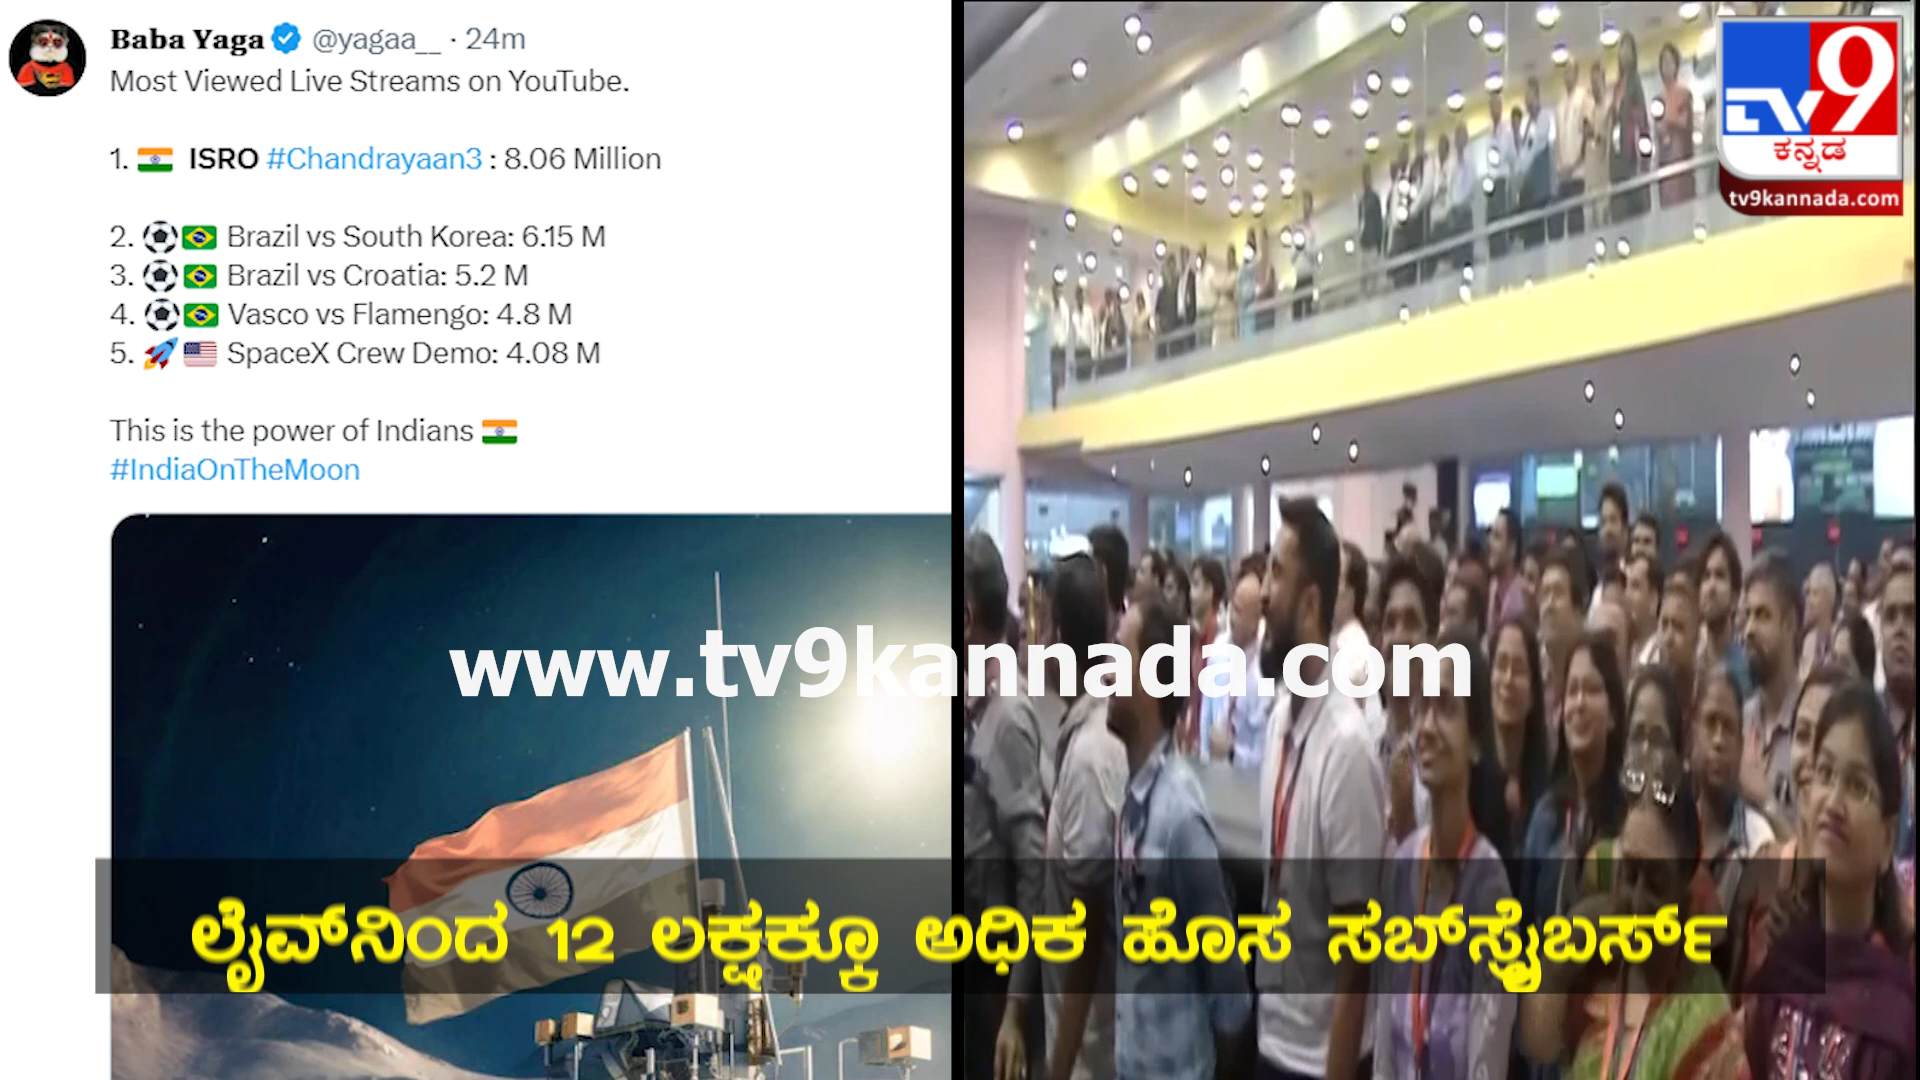 Baba Yaga @yagaa__ · 24m
Most Viewed Live Streams on YouTube.
1. ISRO #Chandrayaan3 : 8.06 Million
2. Brazil vs South Korea: 6.15 M
3. Brazil vs Croatia: 5.2 M
4. Vasco vs Flamengo: 4.8 M
5. SpaceX Crew Demo: 4.08 M
This is the power of Indians
#IndiaOnTheMoon
TV9
ಕನ್ನಡ
tv9kannada.com
www.tv9kannada.com
ಲೈವ್‌ನಿಂದ 12 ಲಕ್ಷಕ್ಕೂ ಅಧಿಕ ಹೊಸ ಸಬ್‌ಸ್ಕ್ರೈಬರ್ಸ್